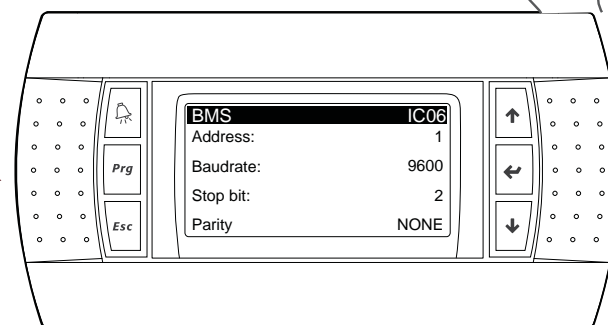 BMS IC06
Address: 1
Prg Baudrate: 9600
Stop bit: 2
Esc Parity NONE